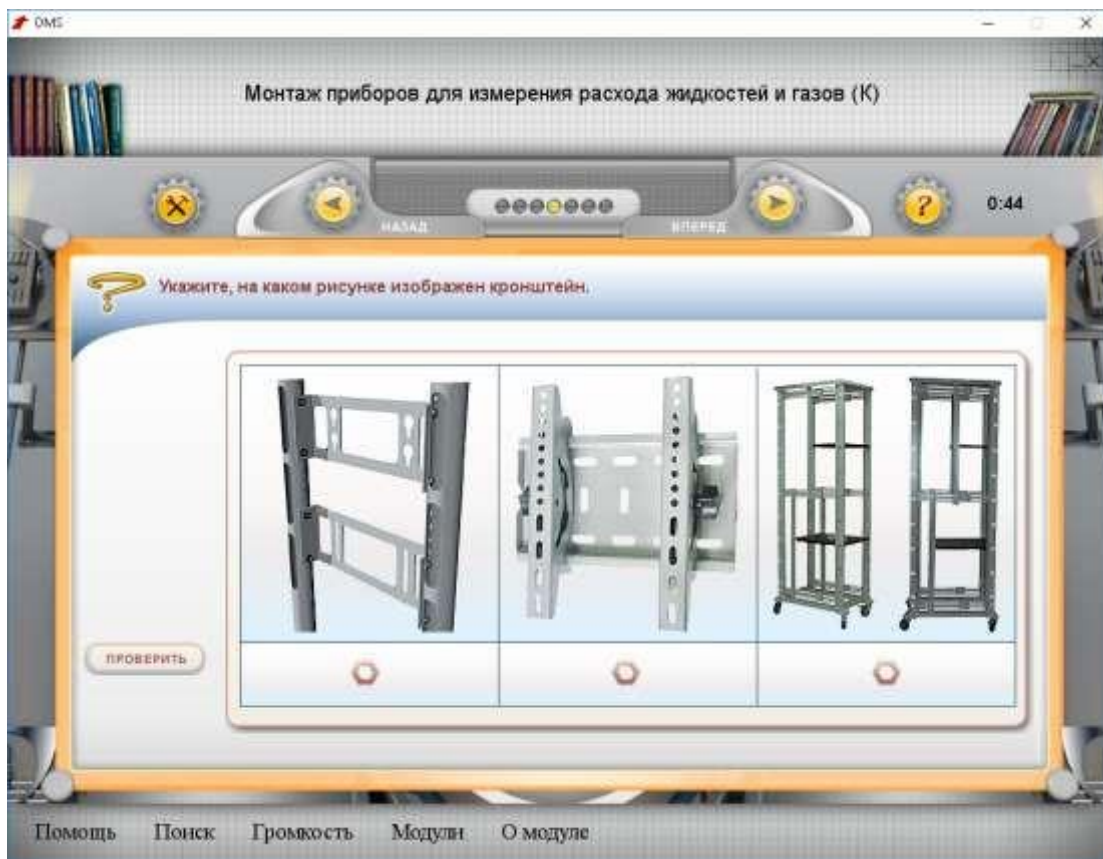 OMS
Монтаж приборов для измерения расхода жидкостей и газов (К)
НАЗАД
ВПЕРЕД
0:44
Укажите, на каком рисунке изображен кронштейн.
ПРОВЕРИТЬ
Помощь Поиск Громкость Модули О модуле